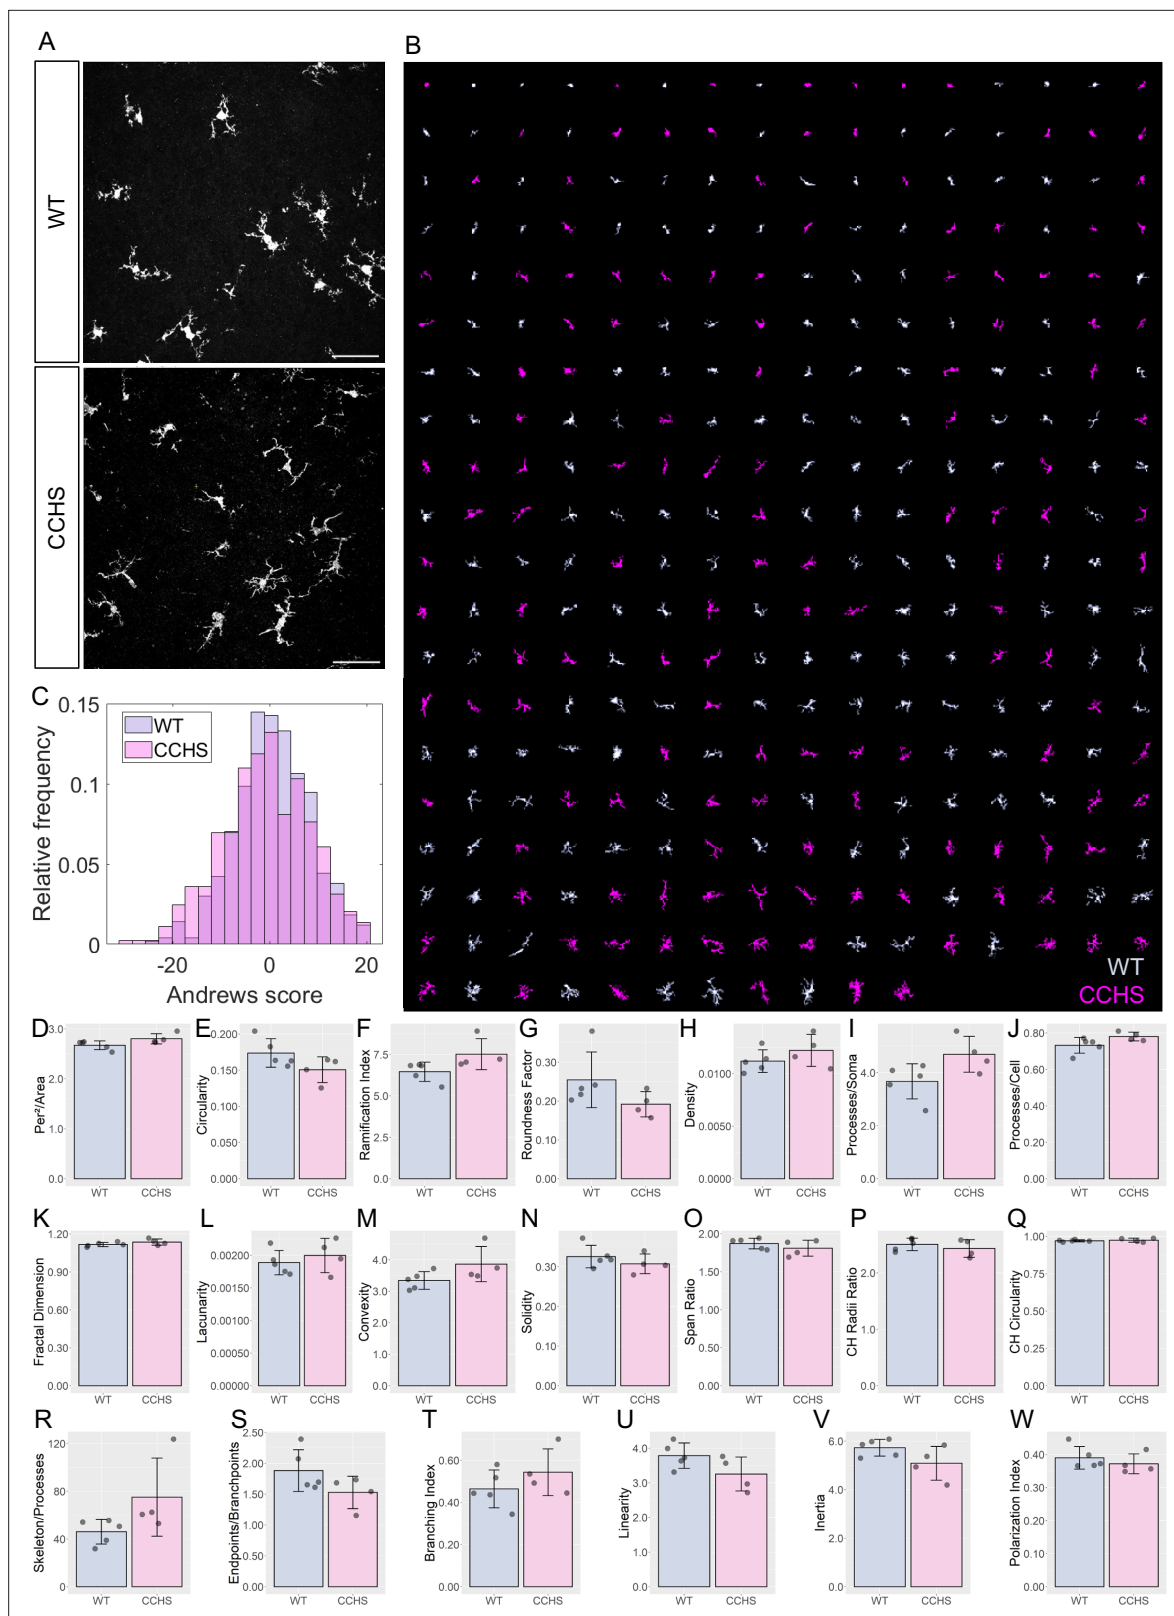 A
B
WT
CCHS
WT
CCHS
C
0.15
0.1
0.05
0
Relative frequency
WT
CCHS
-20
0
20
Andrews score
D
Per²/Area
3.0
2.0
1.0
0.0
WT
CCHS
E
Circularity
0.200
0.150
0.100
0.050
0.000
WT
CCHS
F
Ramification Index
7.5
5.0
2.5
0.0
WT
CCHS
G
Roundness Factor
0.30
0.20
0.10
0.00
WT
CCHS
H
Density
0.0100
0.0050
0.0000
WT
CCHS
I
Processes/Soma
4.0
2.0
0.0
WT
CCHS
J
Processes/Cell
0.80
0.60
0.40
0.20
0.00
WT
CCHS
K
Fractal Dimension
1.20
0.90
0.60
0.30
0.00
WT
CCHS
L
Lacunarity
0.00200
0.00150
0.00100
0.00050
0.00000
WT
CCHS
M
Convexity
4.0
3.0
2.0
1.0
0.0
WT
CCHS
N
Solidity
0.30
0.20
0.10
0.00
WT
CCHS
O
Span Ratio
2.00
1.50
1.00
0.50
0.00
WT
CCHS
P
CH Radii Ratio
2.0
1.0
0.0
WT
CCHS
Q
CH Circularity
1.00
0.75
0.50
0.25
0.00
WT
CCHS
R
Skeleton/Processes
120
80
40
0
WT
CCHS
S
Endpoints/Branchpoints
2.50
2.00
1.50
1.00
0.50
0.00
WT
CCHS
T
Branching Index
0.60
0.40
0.20
0.00
WT
CCHS
U
Linearity
4.0
3.0
2.0
1.0
0.0
WT
CCHS
V
Inertia
6.0
4.0
2.0
0.0
WT
CCHS
W
Polarization Index
0.40
0.30
0.20
0.10
0.00
WT
CCHS